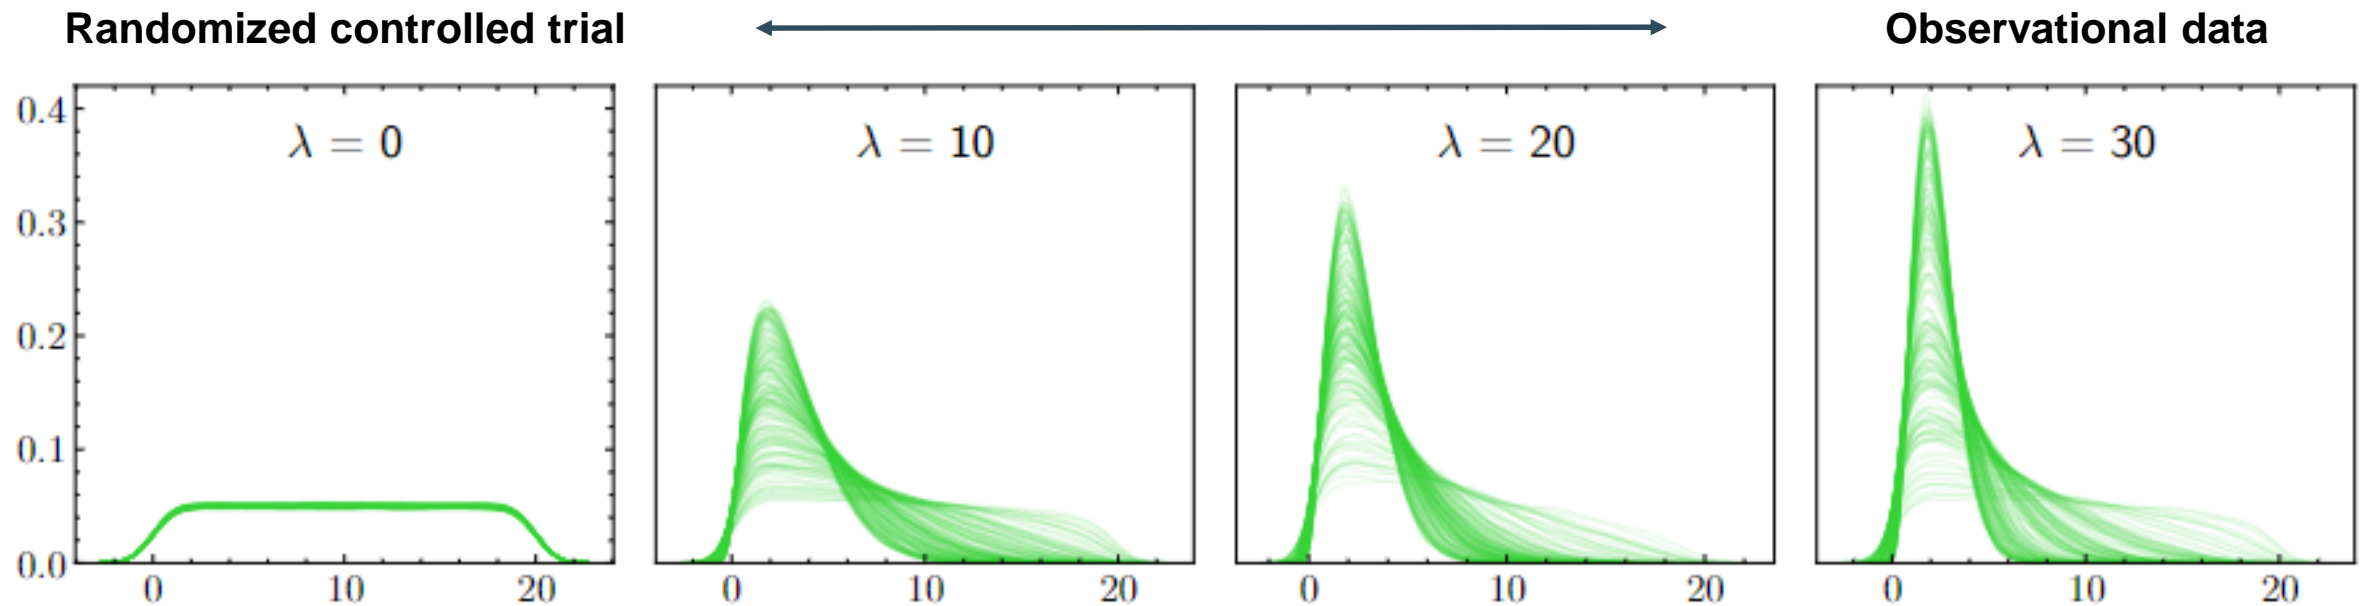 Randomized controlled trial
Observational data
0.4
0.3
0.2
0.1
0.0
λ = 0
λ = 10
λ = 20
λ = 30
0 10 20
0 10 20
0 10 20
0 10 20